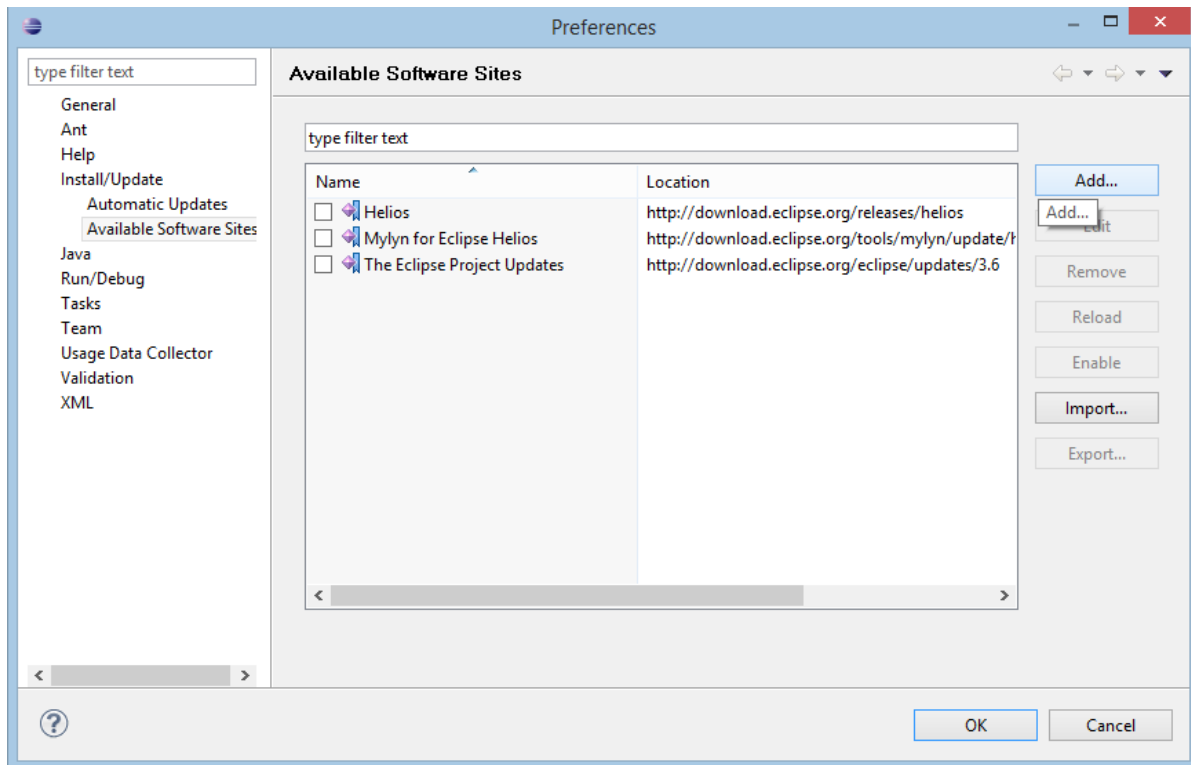 Preferences
type filter text
General
Ant
Help
Install/Update
Automatic Updates
Available Software Sites
Java
Run/Debug
Tasks
Team
Usage Data Collector
Validation
XML
Available Software Sites
type filter text
Name Location
Helios http://download.eclipse.org/releases/helios
Mylyn for Eclipse Helios http://download.eclipse.org/tools/mylyn/update/h
The Eclipse Project Updates http://download.eclipse.org/eclipse/updates/3.6
Add...
Add...
Remove
Reload
Enable
Import...
Export...
OK Cancel